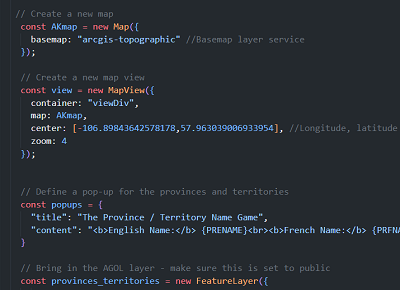 // Create a new map
const AKmap = new Map({
basemap: "arcgis-topographic" //Basemap layer service
});
// Create a new map view
const view = new MapView({
container: "viewDiv",
map: AKmap,
center: [-106.89843642578178,57.963039006933954], //Longitude, latitude
zoom: 4
});
// Define a pop-up for the provinces and territories
const popups = {
"title": "The Province / Territory Name Game",
"content": "<b>English Name:</b> {PRENAME}<br><b>French Name:</b> {PRFNA
}
// Bring in the AGOL layer - make sure this is set to public
const provinces_territories = new FeatureLayer({